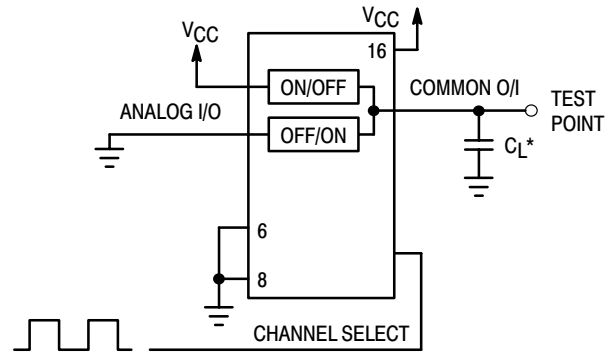 VCC
VCC
16
ON/OFF
COMMON O/I
TEST
POINT
ANALOG I/O
OFF/ON
CL*
6
8
CHANNEL SELECT